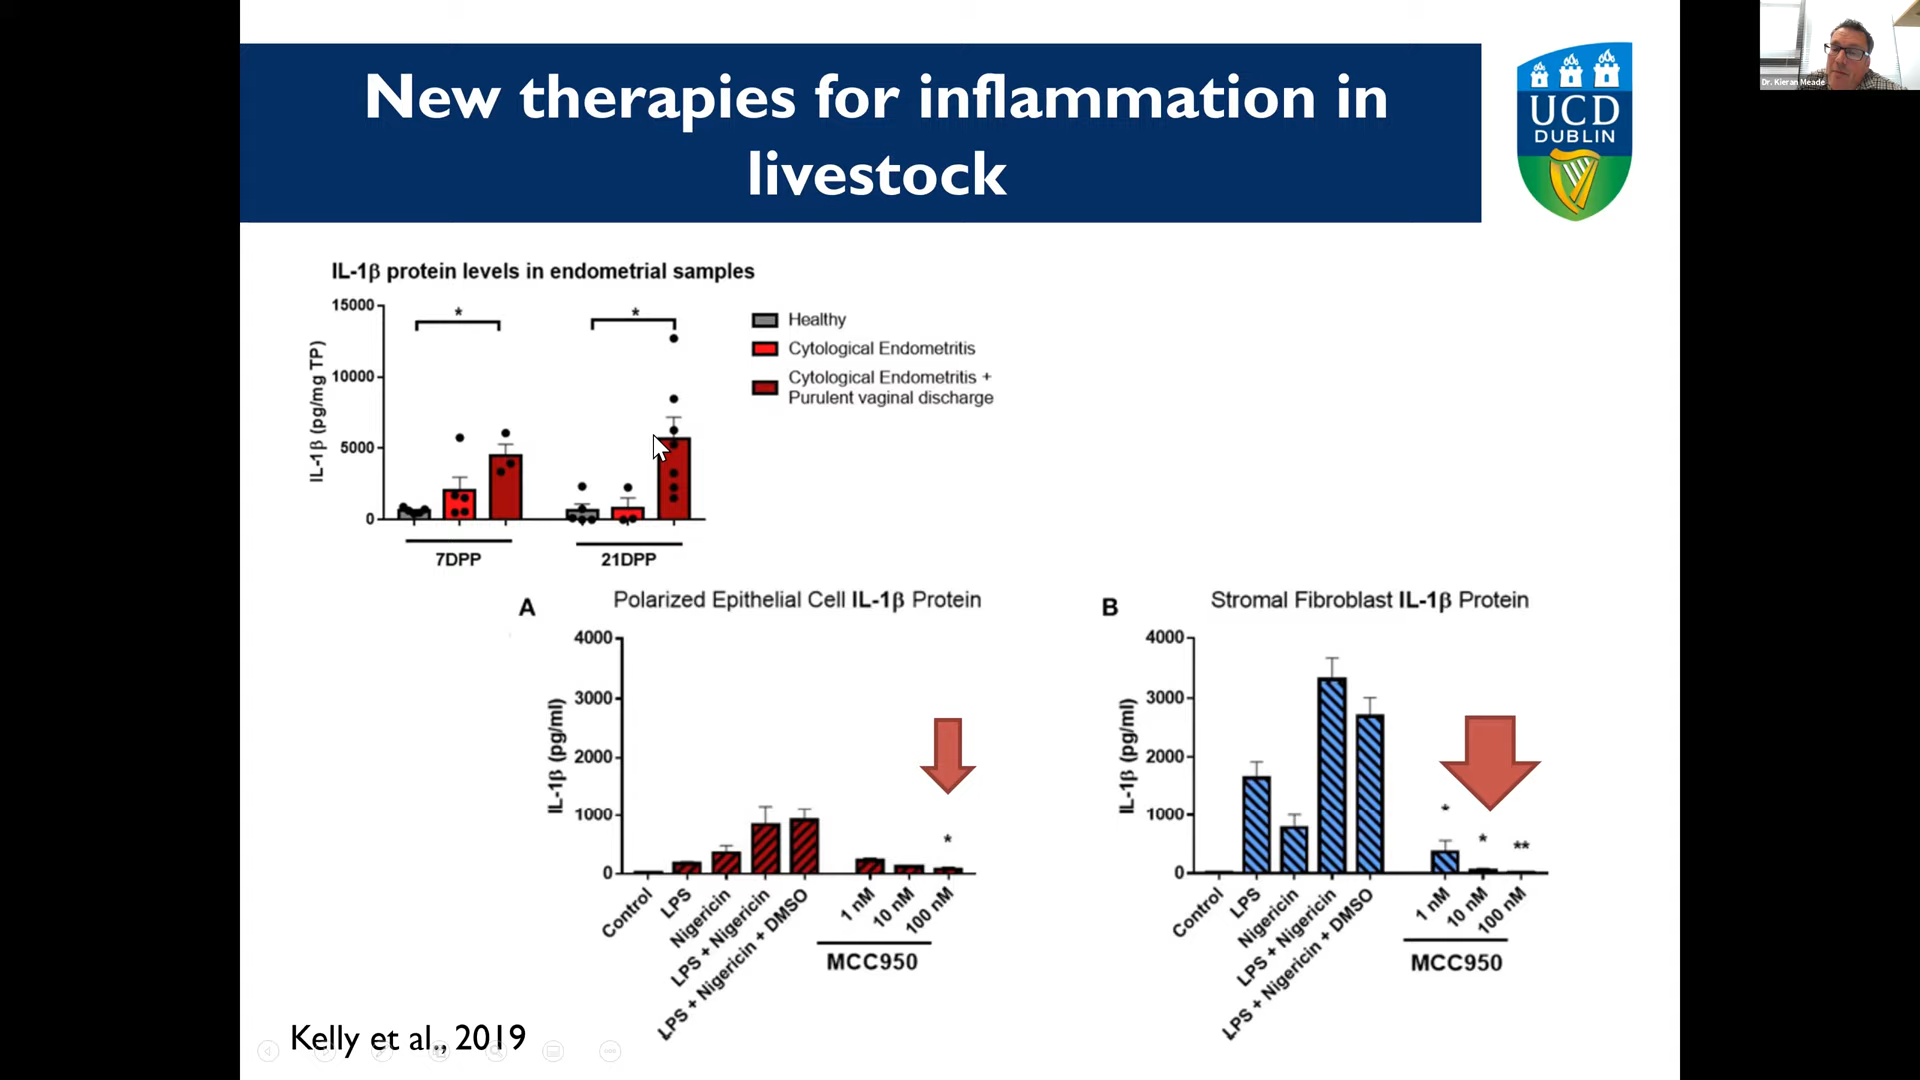 New therapies for inflammation in
livestock
UCD
DUBLIN
Dr. Kieran Meade
IL-1β protein levels in endometrial samples
IL-1β (pg/mg TP)
15000
10000
5000
0
*
*
7DPP
21DPP
Healthy
Cytological Endometritis
Cytological Endometritis +
Purulent vaginal discharge
A
Polarized Epithelial Cell IL-1β Protein
IL-1β (pg/ml)
4000
3000
2000
1000
0
*
Control
LPS
Nigericin
LPS + Nigericin
LPS + Nigericin + DMSO
1 nM
10 nM
100 nM
MCC950
B
Stromal Fibroblast IL-1β Protein
IL-1β (pg/ml)
4000
3000
2000
1000
0
*
*
**
Control
LPS
Nigericin
LPS + Nigericin
LPS + Nigericin + DMSO
1 nM
10 nM
100 nM
MCC950
Kelly et al., 2019